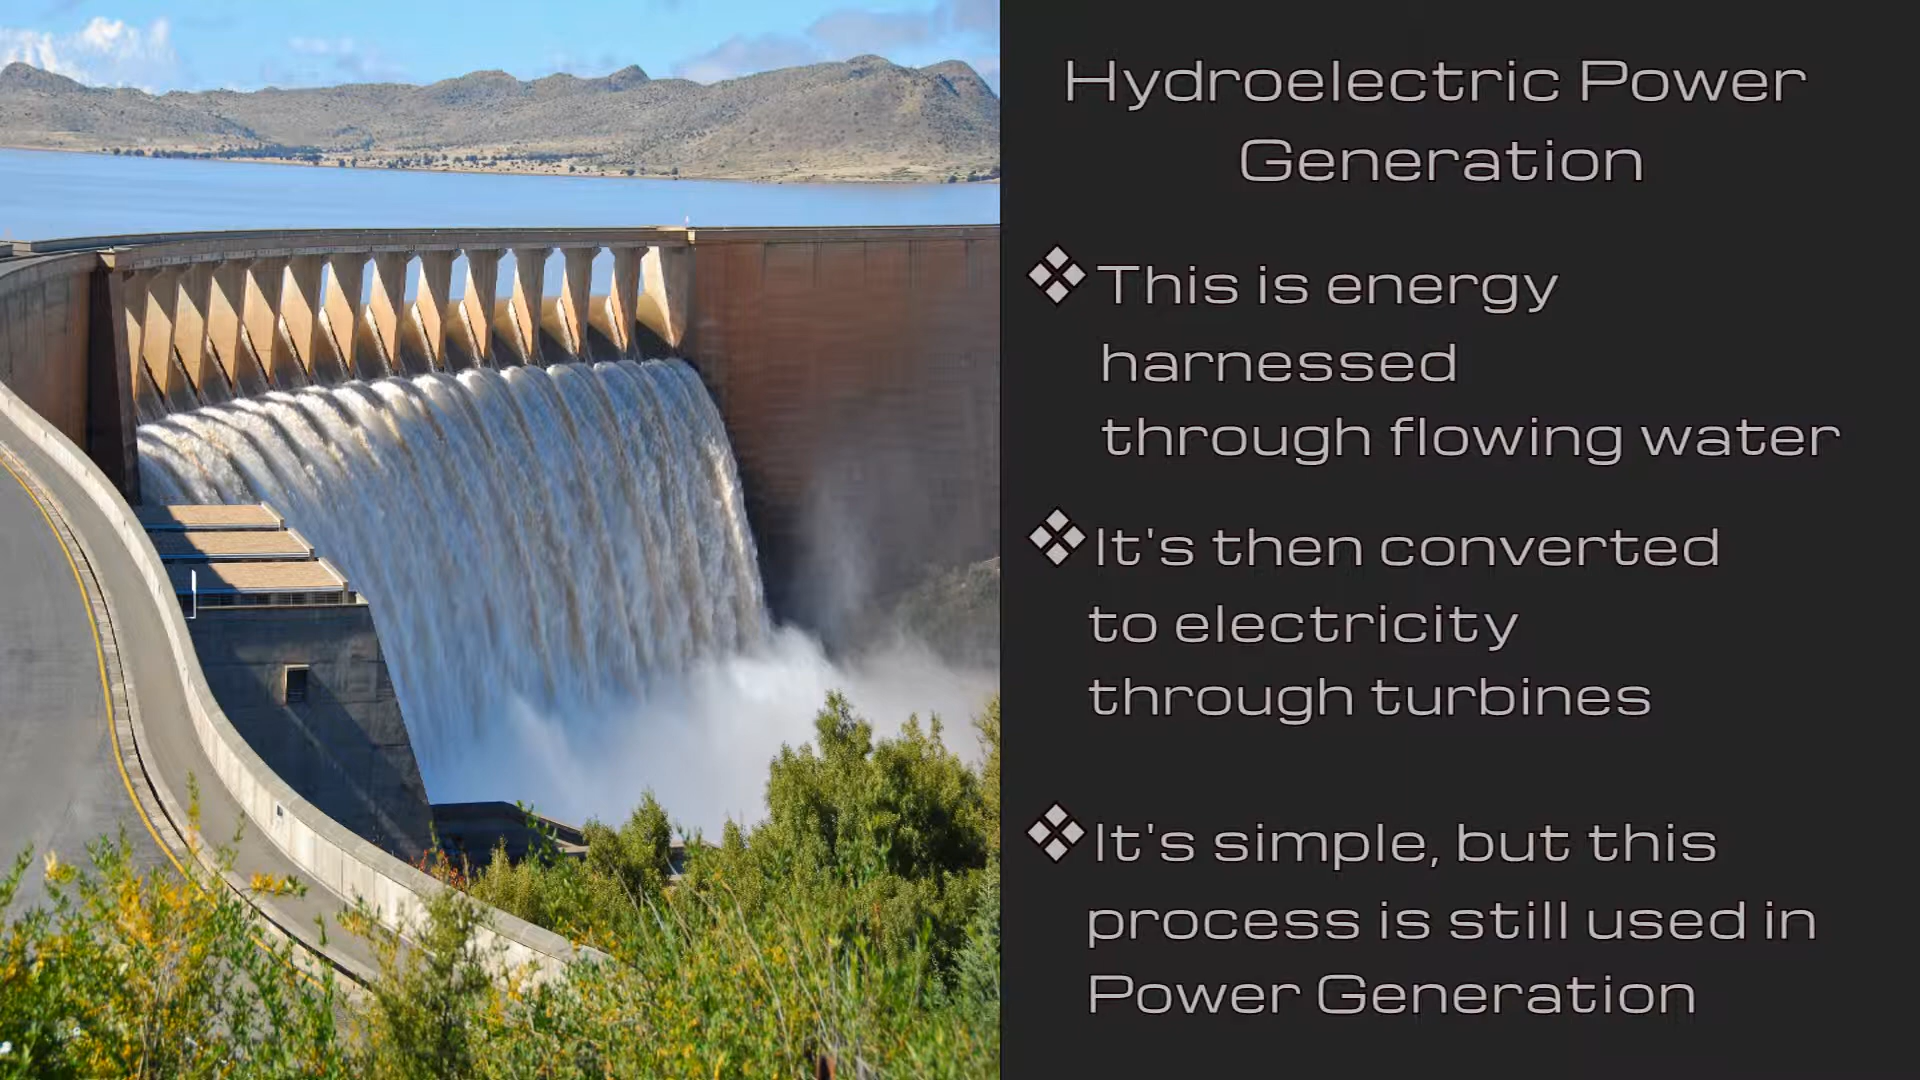 Hydroelectric Power
Generation
This is energy
harnessed
through flowing water
It's then converted
to electricity
through turbines
It's simple, but this
process is still used in
Power Generation